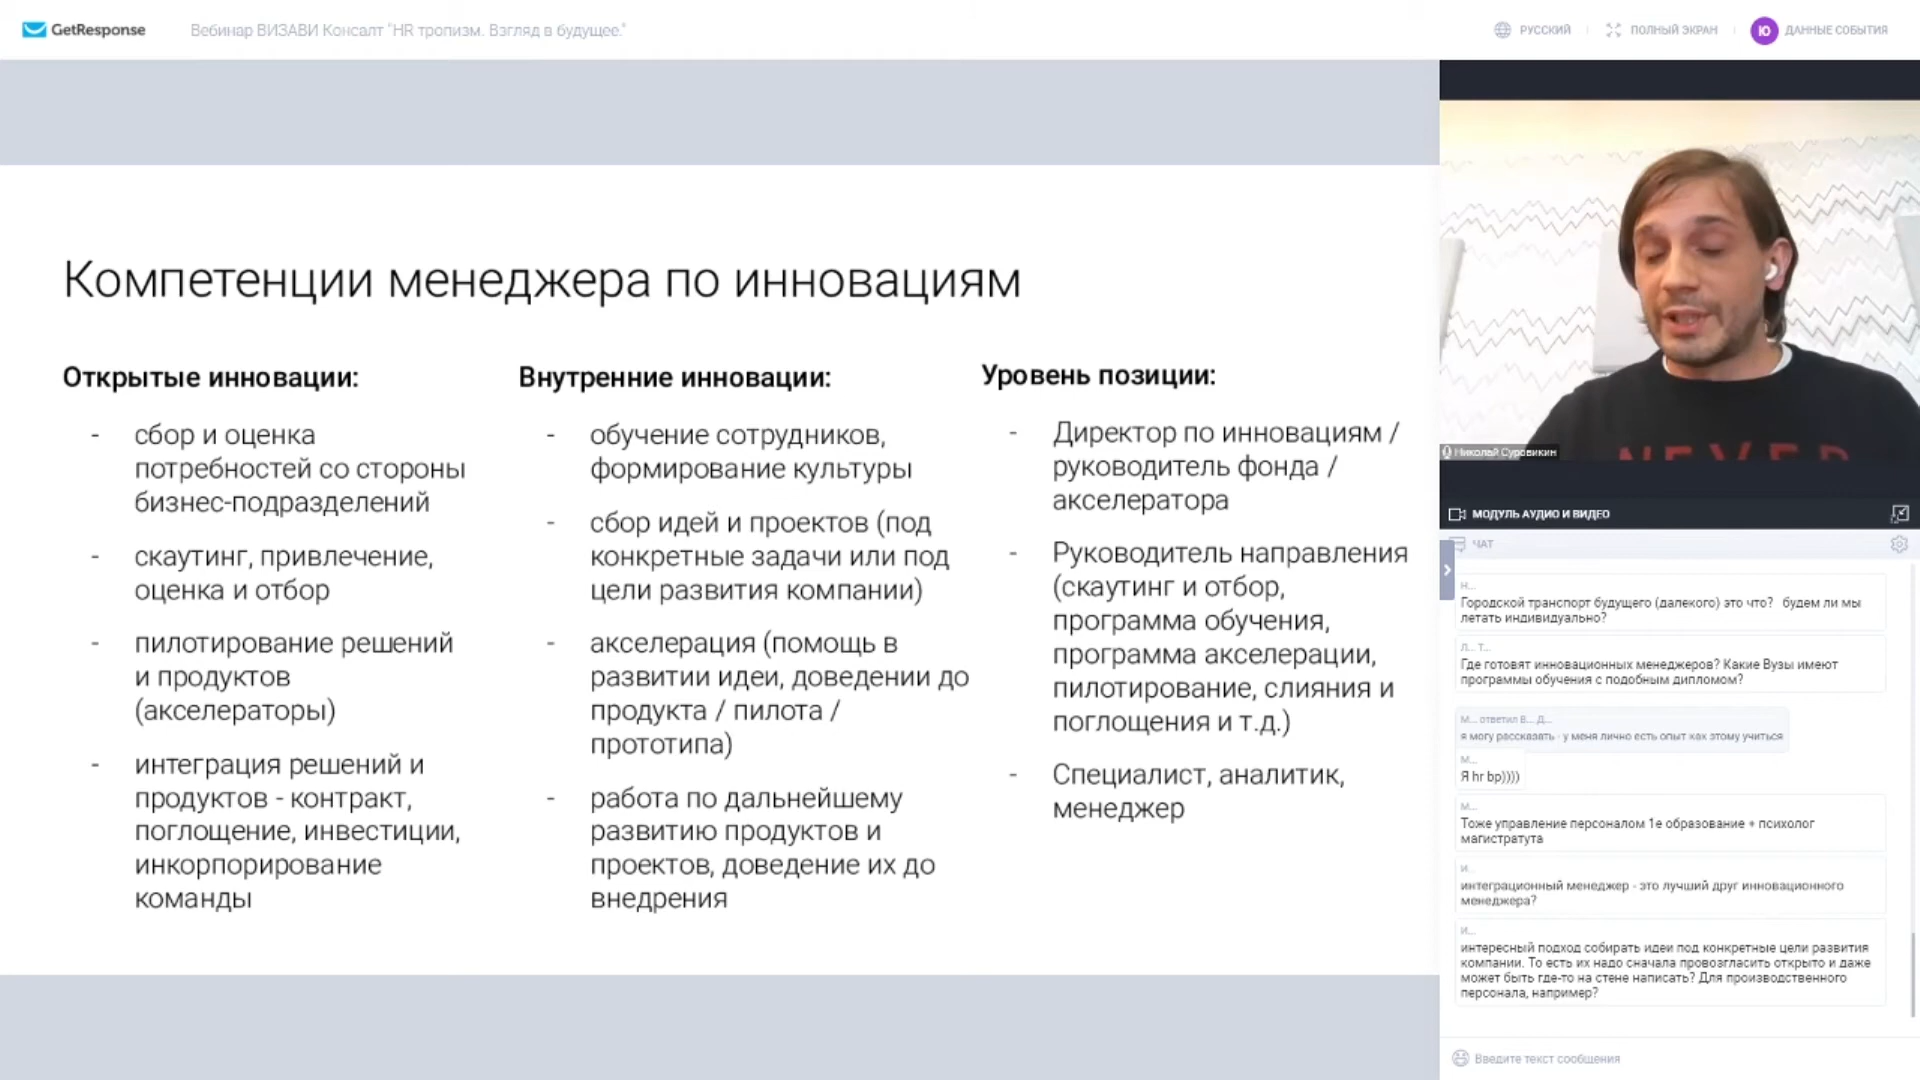 GetResponse
Вебинар ВИЗАВИ Консалт "HR тропизм. Взгляд в будущее."
РУССКИЙ
ПОЛНЫЙ ЭКРАН
Ю
ДАННЫЕ СОБЫТИЯ
Компетенции менеджера по инновациям
Открытые инновации:
- сбор и оценка
потребностей со стороны
бизнес-подразделений
- скаутинг, привлечение,
оценка и отбор
- пилотирование решений
и продуктов
(акселераторы)
- интеграция решений и
продуктов - контракт,
поглощение, инвестиции,
инкорпорирование
команды
Внутренние инновации:
- обучение сотрудников,
формирование культуры
- сбор идей и проектов (под
конкретные задачи или под
цели развития компании)
- акселерация (помощь в
развитии идеи, доведении до
продукта / пилота /
прототипа)
- работа по дальнейшему
развитию продуктов и
проектов, доведение их до
внедрения
Уровень позиции:
- Директор по инновациям /
руководитель фонда /
акселератора
- Руководитель направления
(скаутинг и отбор,
программа обучения,
программа акселерации,
пилотирование, слияния и
поглощения и т.д.)
- Специалист, аналитик,
менеджер
NEVER
Николай Суровикин
МОДУЛЬ АУДИО И ВИДЕО
ЧАТ
Н...
Городской транспорт будущего (далекого) это что? будем ли мы
летать индивидуально?
Л... Т...
Где готовят инновационных менеджеров? Какие Вузы имеют
программы обучения с подобным дипломом?
М... ответил В... Д...
я могу рассказать - у меня лично есть опыт как этому учиться
М...
Я hr bp))))
М...
Тоже управление персоналом 1е образование + психолог
магистратута
И...
интеграционный менеджер - это лучший друг инновационного
менеджера?
И...
интересный подход собирать идеи под конкретные цели развития
компании. То есть их надо сначала провозгласить открыто и даже
может быть где-то на стене написать? Для производственного
персонала, например?
Введите текст сообщения